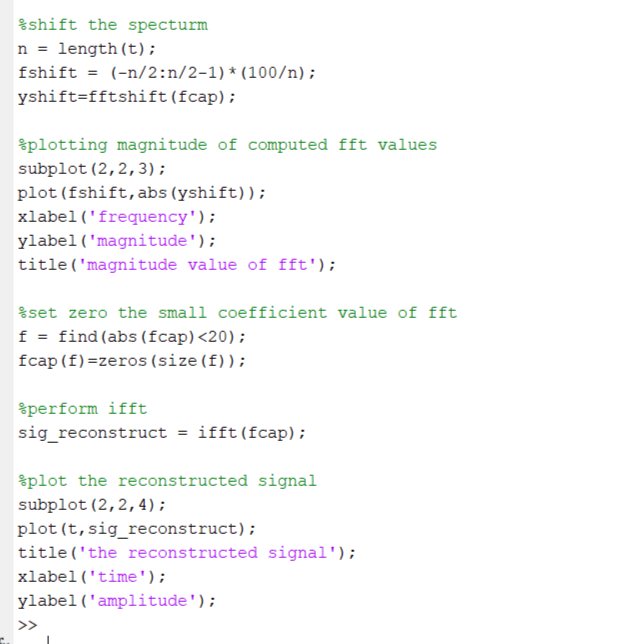 %shift the specturm
n = length(t);
fshift = (-n/2:n/2-1)*(100/n);
yshift=fftshift(fcap);
%plotting magnitude of computed fft values
subplot(2,2,3);
plot(fshift,abs(yshift));
xlabel('frequency');
ylabel('magnitude');
title('magnitude value of fft');
%set zero the small coefficient value of fft
f = find(abs(fcap)<20);
fcap(f)=zeros(size(f));
%perform ifft
sig_reconstruct = ifft(fcap);
%plot the reconstructed signal
subplot(2,2,4);
plot(t,sig_reconstruct);
title('the reconstructed signal');
xlabel('time');
ylabel('amplitude');
>>